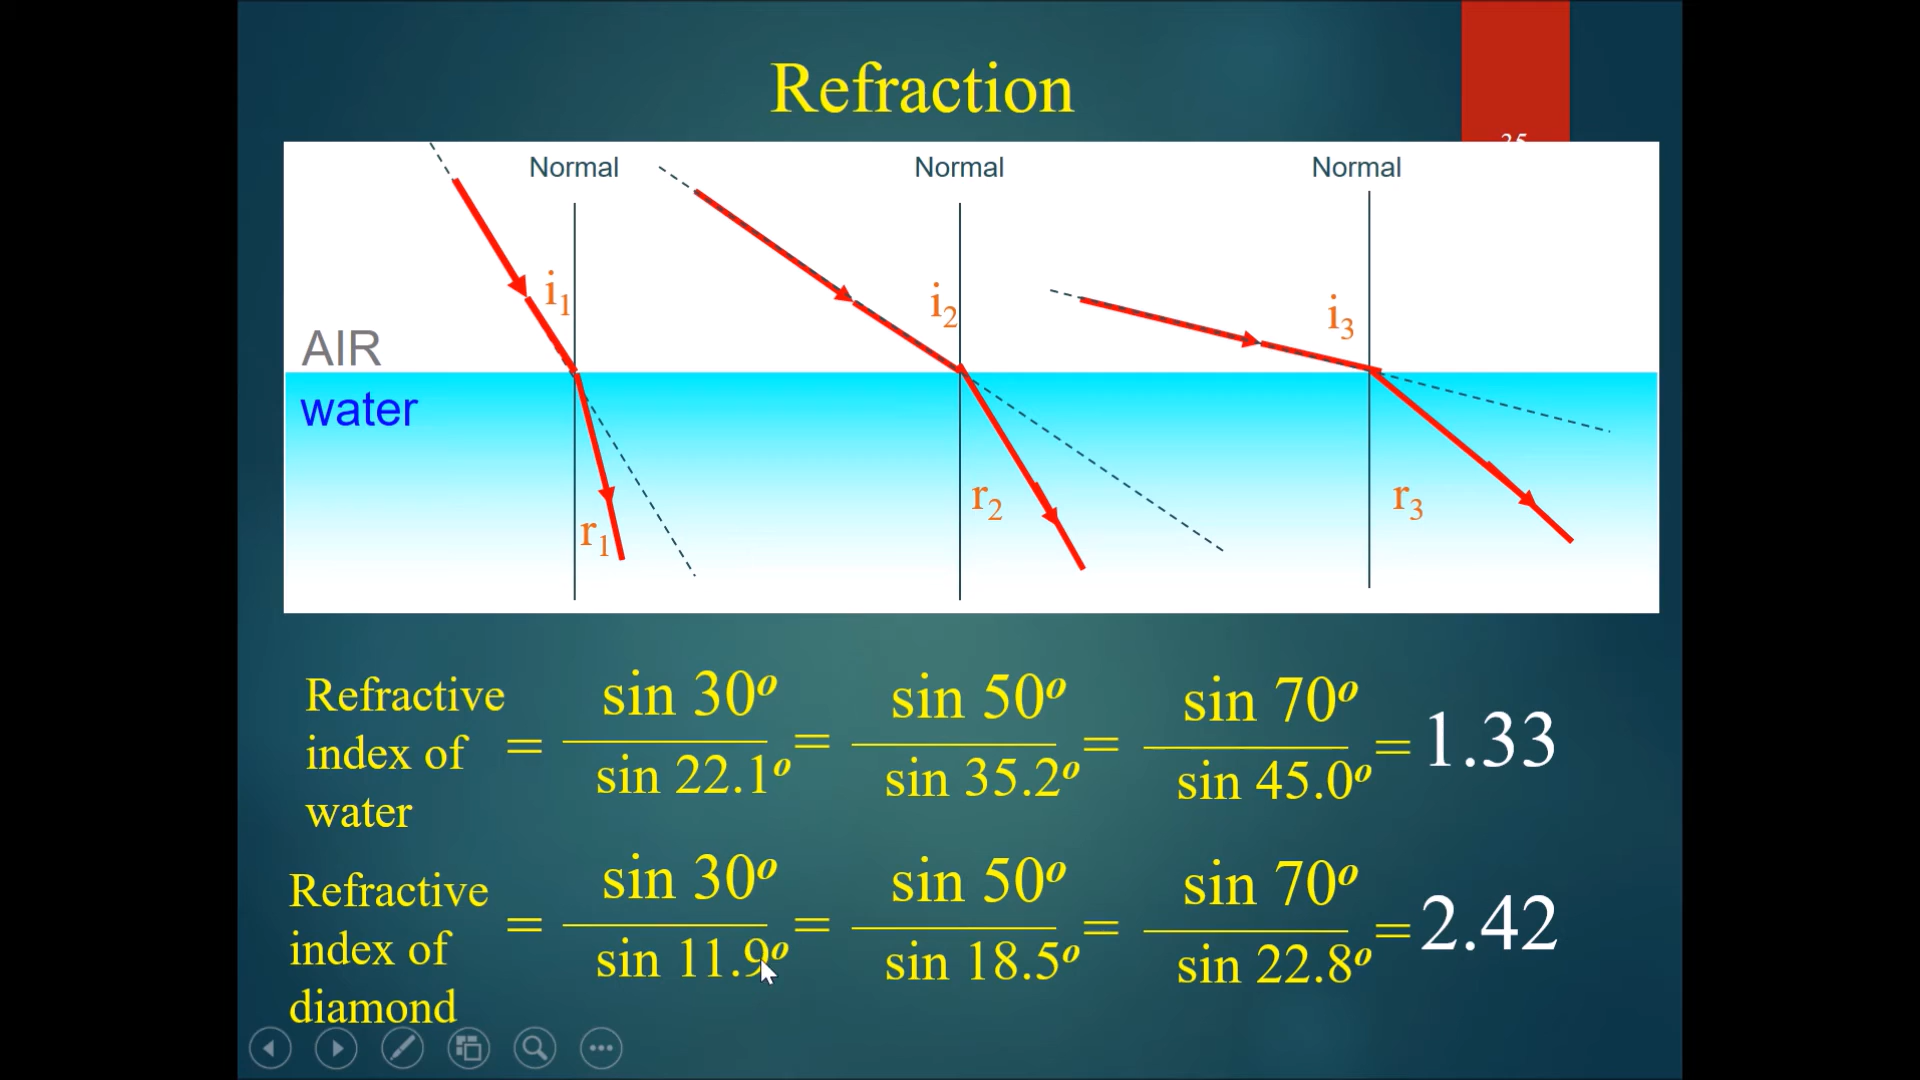 Refraction
Normal Normal Normal
i1 i2 i3
AIR
water
r1 r2 r3
Refractive index of water = sin 30º / sin 22.1º = sin 50º / sin 35.2º = sin 70º / sin 45.0º = 1.33
Refractive index of diamond = sin 30º / sin 11.9º = sin 50º / sin 18.5º = sin 70º / sin 22.8º = 2.42